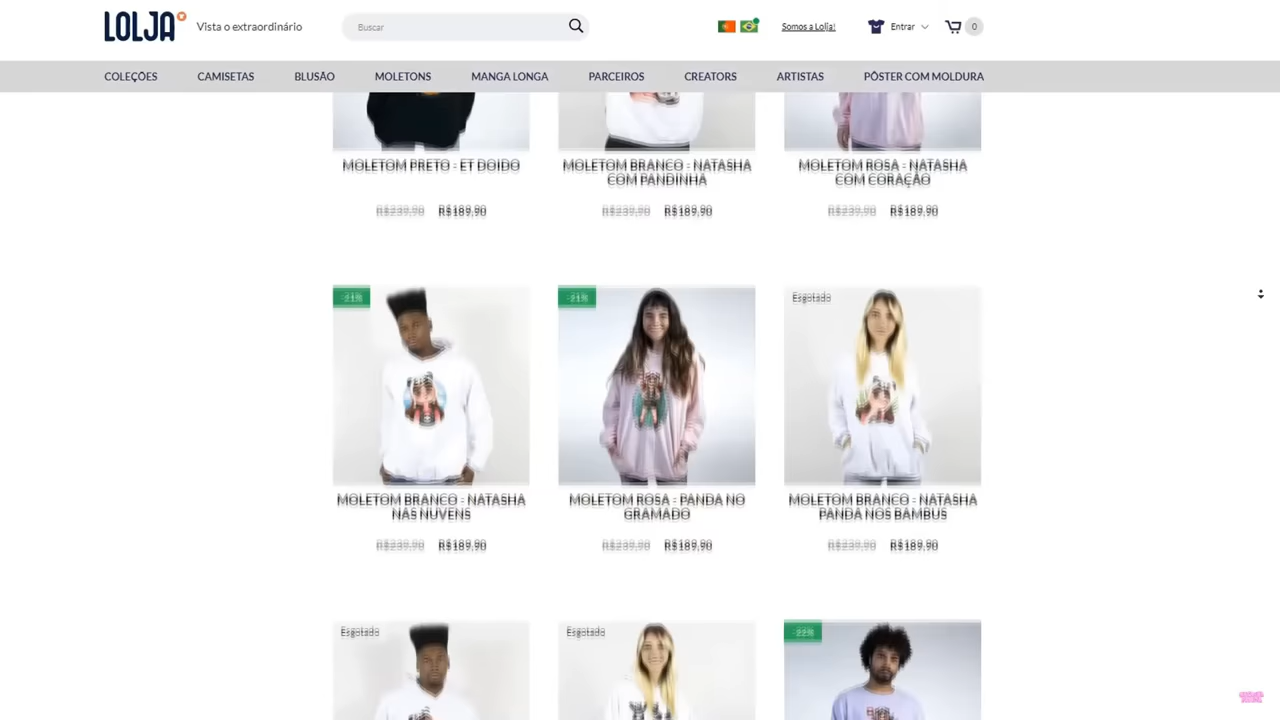 LOLJA
Vista o extraordinário
Buscar
Somos a Lolja!
Entrar
0
COLEÇÕES
CAMISETAS
BLUSÃO
MOLETONS
MANGA LONGA
PARCEIROS
CREATORS
ARTISTAS
PÔSTER COM MOLDURA
MOLETOM PRETO - ET DOIDO
R$239,90 R$189,90
MOLETOM BRANCO - NATASHA
COM PANDINHA
R$239,90 R$189,90
MOLETOM ROSA - NATASHA
COM CORAÇÃO
R$239,90 R$189,90
-21%
MOLETOM BRANCO - NATASHA
NAS NUVENS
R$239,90 R$189,90
-21%
MOLETOM ROSA - PANDA NO
GRAMADO
R$239,90 R$189,90
Esgotado
MOLETOM BRANCO - NATASHA
PANDA NOS BAMBUS
R$239,90 R$189,90
Esgotado
Esgotado
-22%